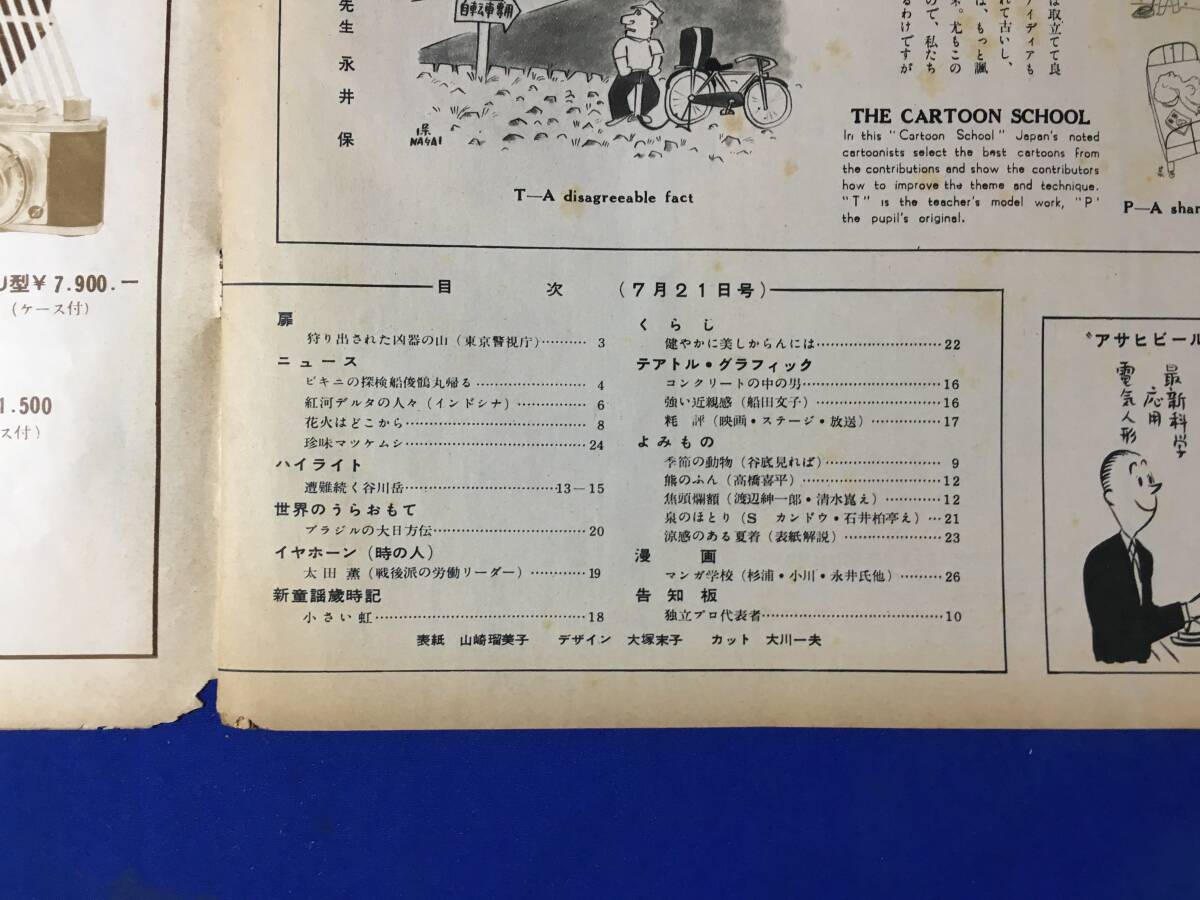 先生 永井 保
自転車専用
保
NAGAI
T—A disagreeable fact
は取立てて良
イディアも
れて古いし、
は、もっと諷
来。尤もこの
ので、私たち
るわけですが
THE CARTOON SCHOOL
In this "Cartoon School" Japan's noted
cartoonists select the best cartoons from
the contributions and show the contributors
how to improve the theme and technique.
"T" is the teacher's model work, "P"
the pupil's original.
P—A shar
型¥7.900.—
(ケース付)
1.500
ス付)
目 次 (7月21日号)
扉
狩り出された凶器の山(東京警視庁)………… 3
ニュース
ビキニの探検船俊鶻丸帰る………… 4
紅河デルタの人々(インドシナ)………… 6
花火はどこから………… 8
珍味マツケムシ…………24
ハイライト
遭難続く谷川岳…………13—15
世界のうらおもて
ブラジルの大日方伝…………20
イヤホーン(時の人)
太田 薫(戦後派の労働リーダー)…………19
新童謡歳時記
小さい虹…………18
くらし
健やかに美しからんには…………22
テアトル・グラフィック
コンクリートの中の男…………16
強い近親感(船田文子)…………16
粍 評(映画・ステージ・放送)…………17
よみもの
季節の動物(谷底見れば)………… 9
熊のふん(高橋喜平)…………12
焦頭爛額(渡辺紳一郎・清水崑え)…………12
泉のほとり(S カンドウ・石井柏亭え)…21
涼感のある夏着(表紙解説)…………23
漫 画
マンガ学校(杉浦・小川・永井氏他)…………26
告知板
独立プロ代表者…………10
表紙 山崎瑠美子 デザイン 大塚末子 カット 大川一夫
"アサヒビール
最新科学
応用
電気人形